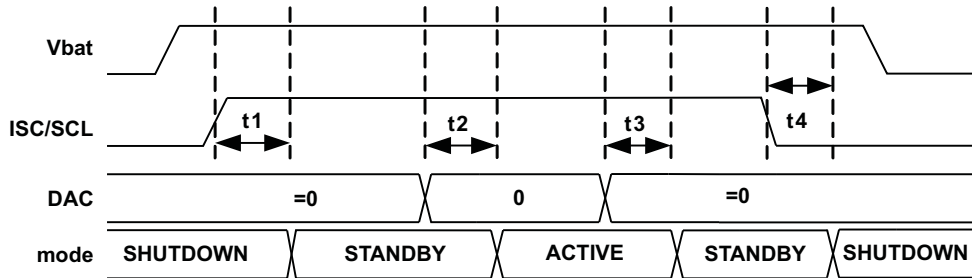 Vbat
ISC/SCL
t1
t2
t3
t4
DAC
=0
0
=0
mode
SHUTDOWN
STANDBY
ACTIVE
STANDBY
SHUTDOWN